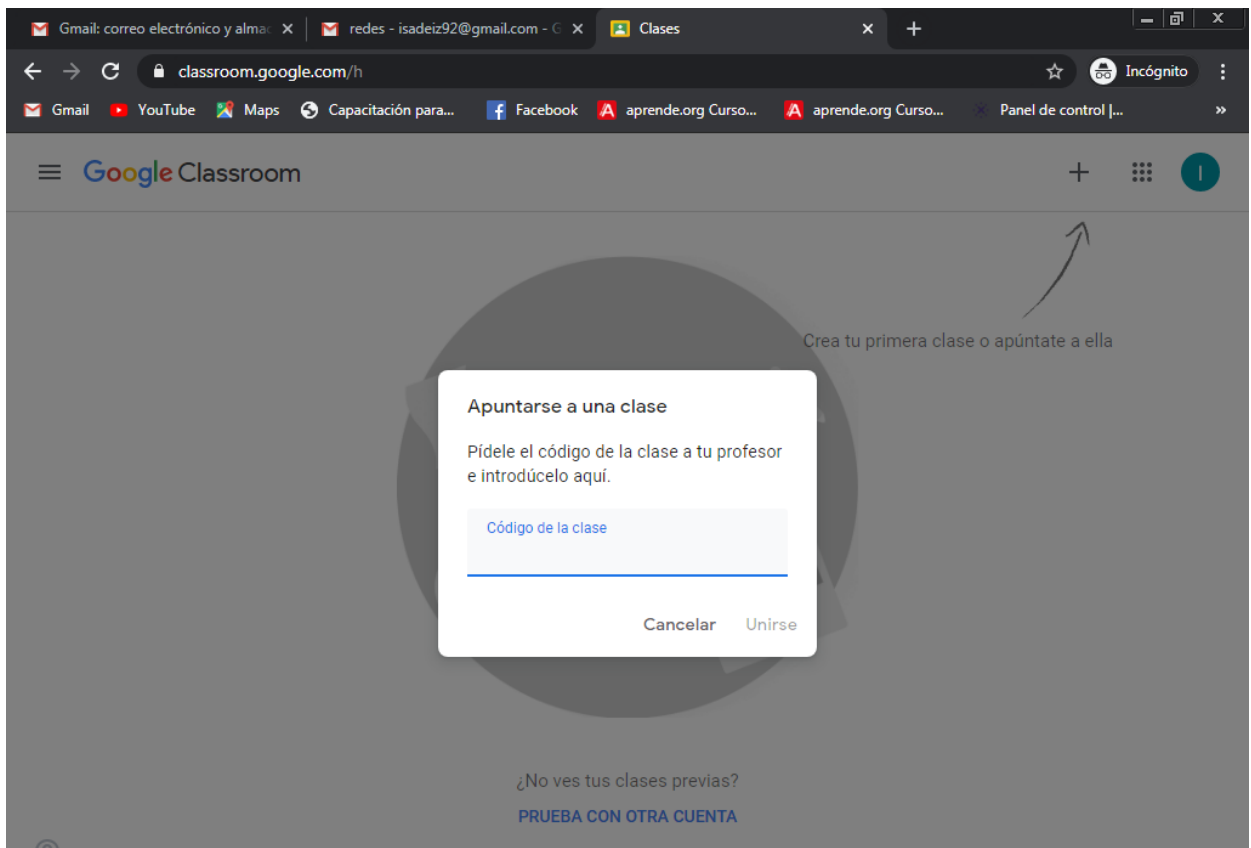 Gmail: correo electrónico y almac
redes - isadeiz92@gmail.com - G
Clases
classroom.google.com/h
Incógnito
Gmail
YouTube
Maps
Capacitación para...
Facebook
aprende.org Curso...
aprende.org Curso...
Panel de control |...
Google Classroom
I
Crea tu primera clase o apúntate a ella
Apuntarse a una clase
Pídele el código de la clase a tu profesor
e introdúcelo aquí.
Código de la clase
Cancelar
Unirse
¿No ves tus clases previas?
PRUEBA CON OTRA CUENTA